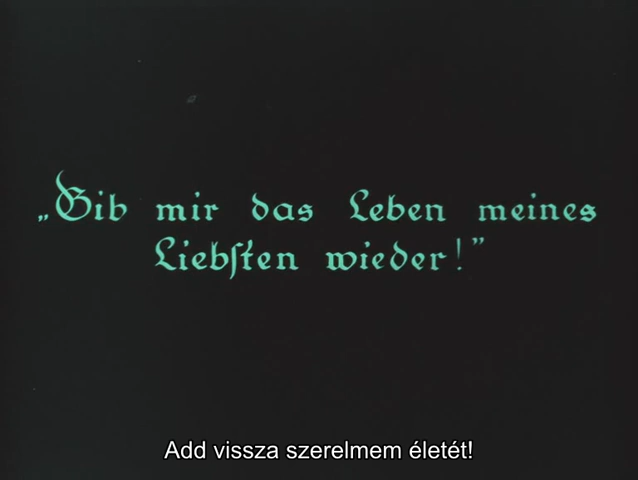 „Gib mir das Leben meines
Liebſten wieder!”
Add vissza szerelmem életét!